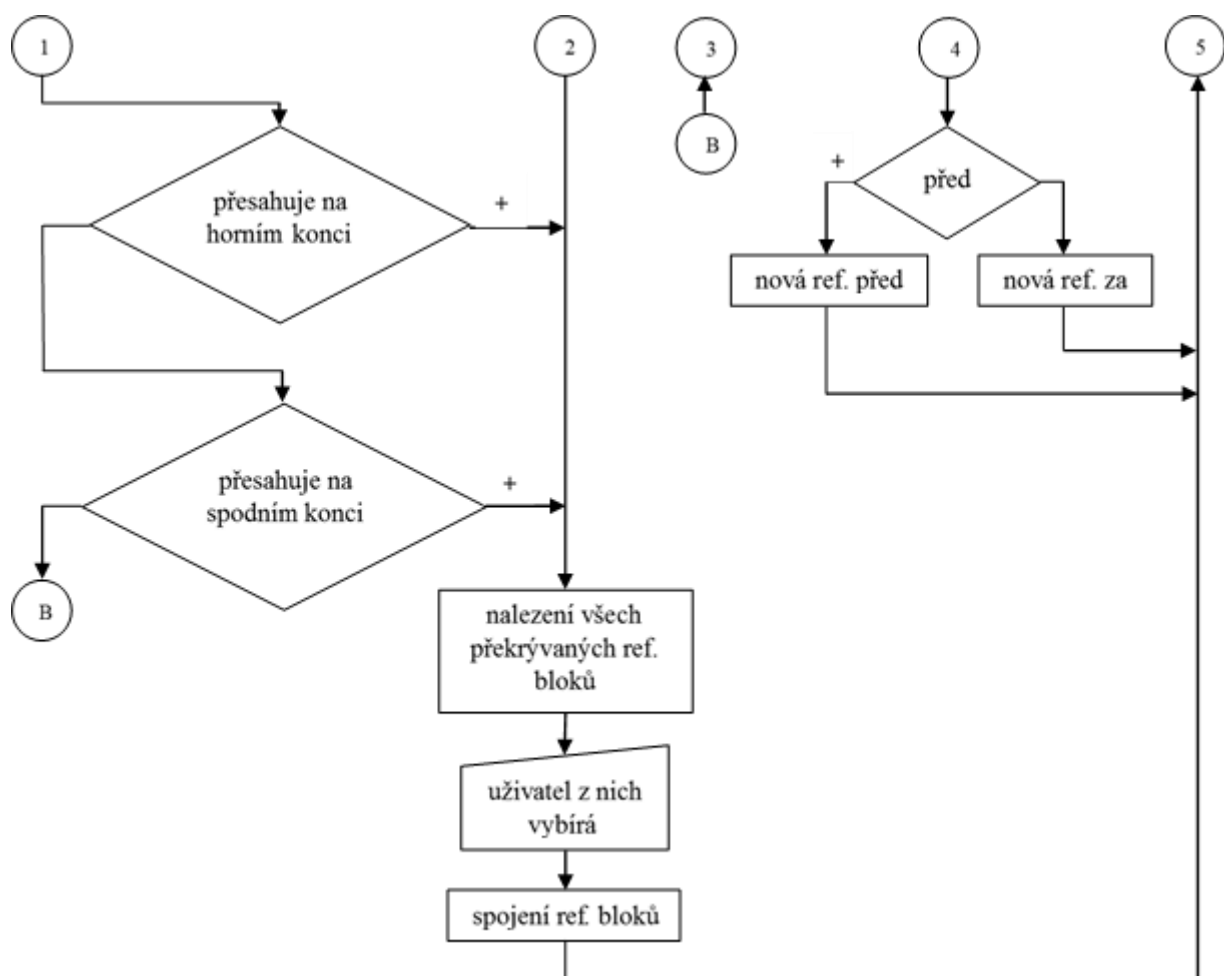 1
2
3
4
5
B
+
před
přesahuje na
horním konci
+
nová ref. před
nová ref. za
přesahuje na
spodním konci
+
B
nalezení všech
překrývaných ref.
bloků
uživatel z nich
vybírá
spojení ref. bloků